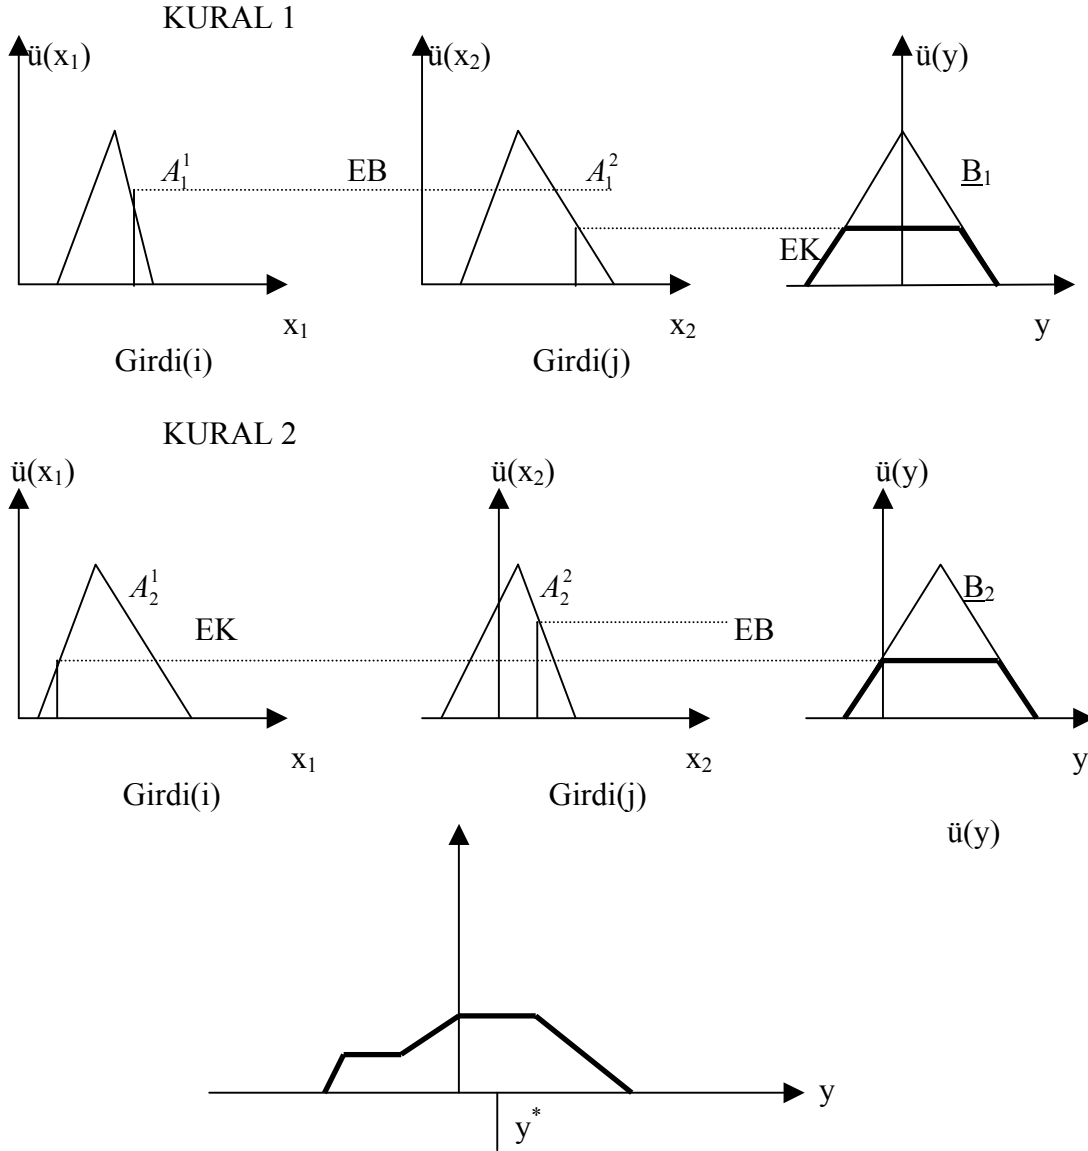 KURAL 1
ü(x₁) ü(x₂) ü(y)
A₁¹ EB A₁² B₁
EK
x₁ x₂ y
Girdi(i) Girdi(j)
KURAL 2
ü(x₁) ü(x₂) ü(y)
A₂¹ A₂² B₂
EK EB
x₁ x₂ y
Girdi(i) Girdi(j)
ü(y)
y
y*